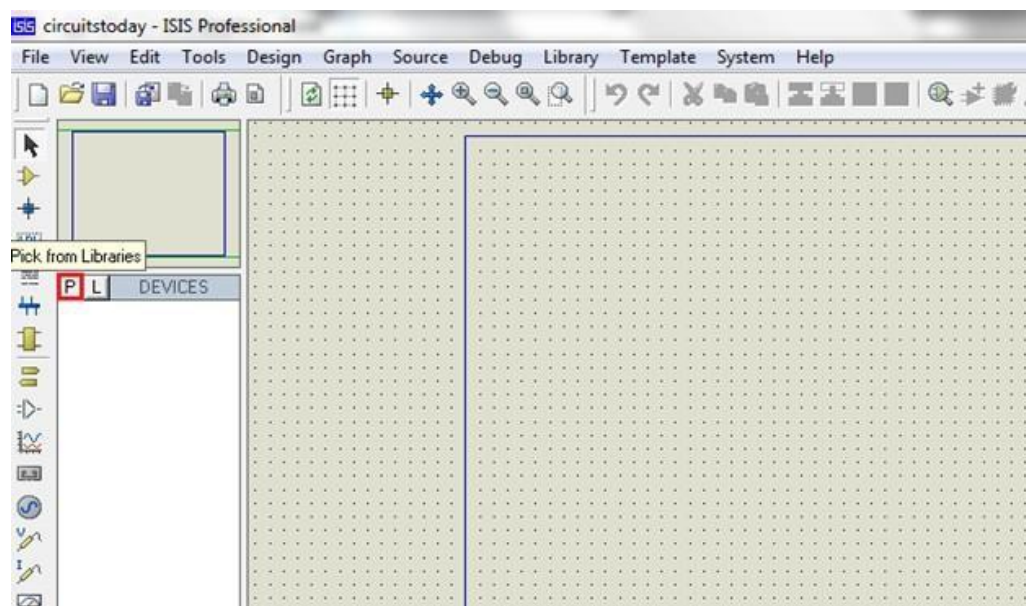 ISIS circuitstoday - ISIS Professional
File View Edit Tools Design Graph Source Debug Library Template System Help
Pick from Libraries
P L DEVICES